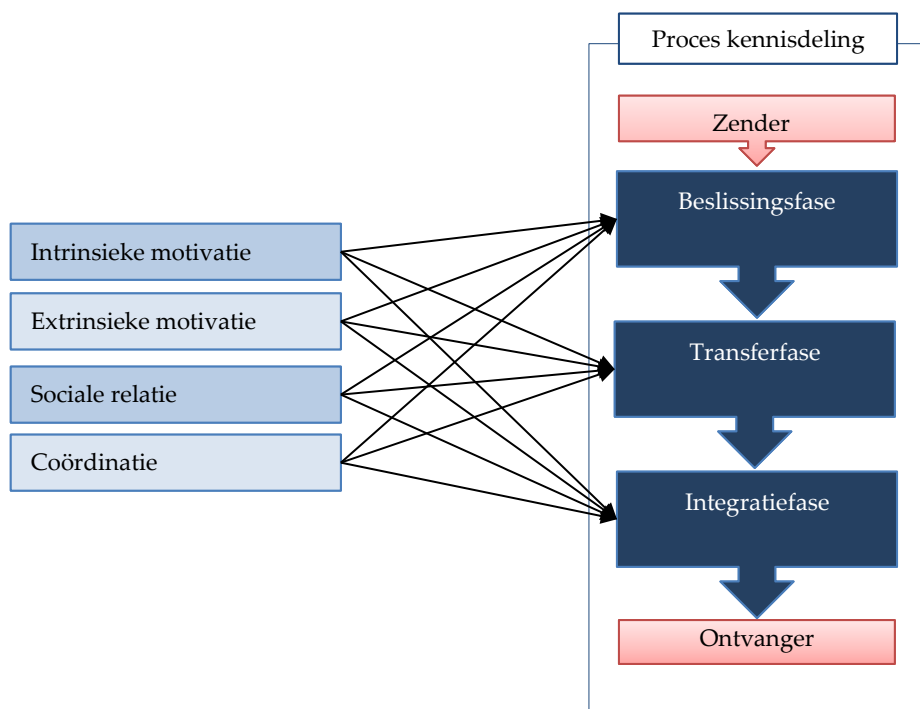 Proces kennisdeling
Zender
Beslissingsfase
Intrinsieke motivatie
Extrinsieke motivatie
Transferfase
Sociale relatie
Coördinatie
Integratiefase
Ontvanger